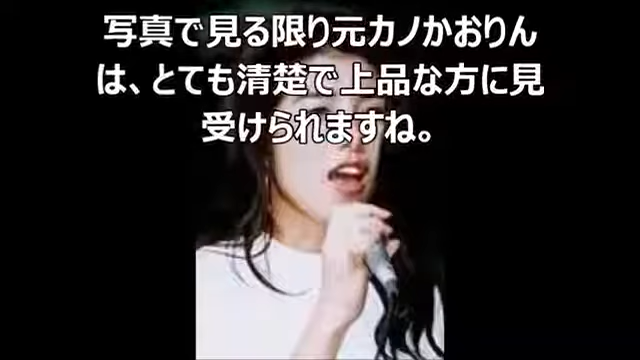 写真で見る限り元カノかおりん
は、とても清楚で上品な方に見
受けられますね。